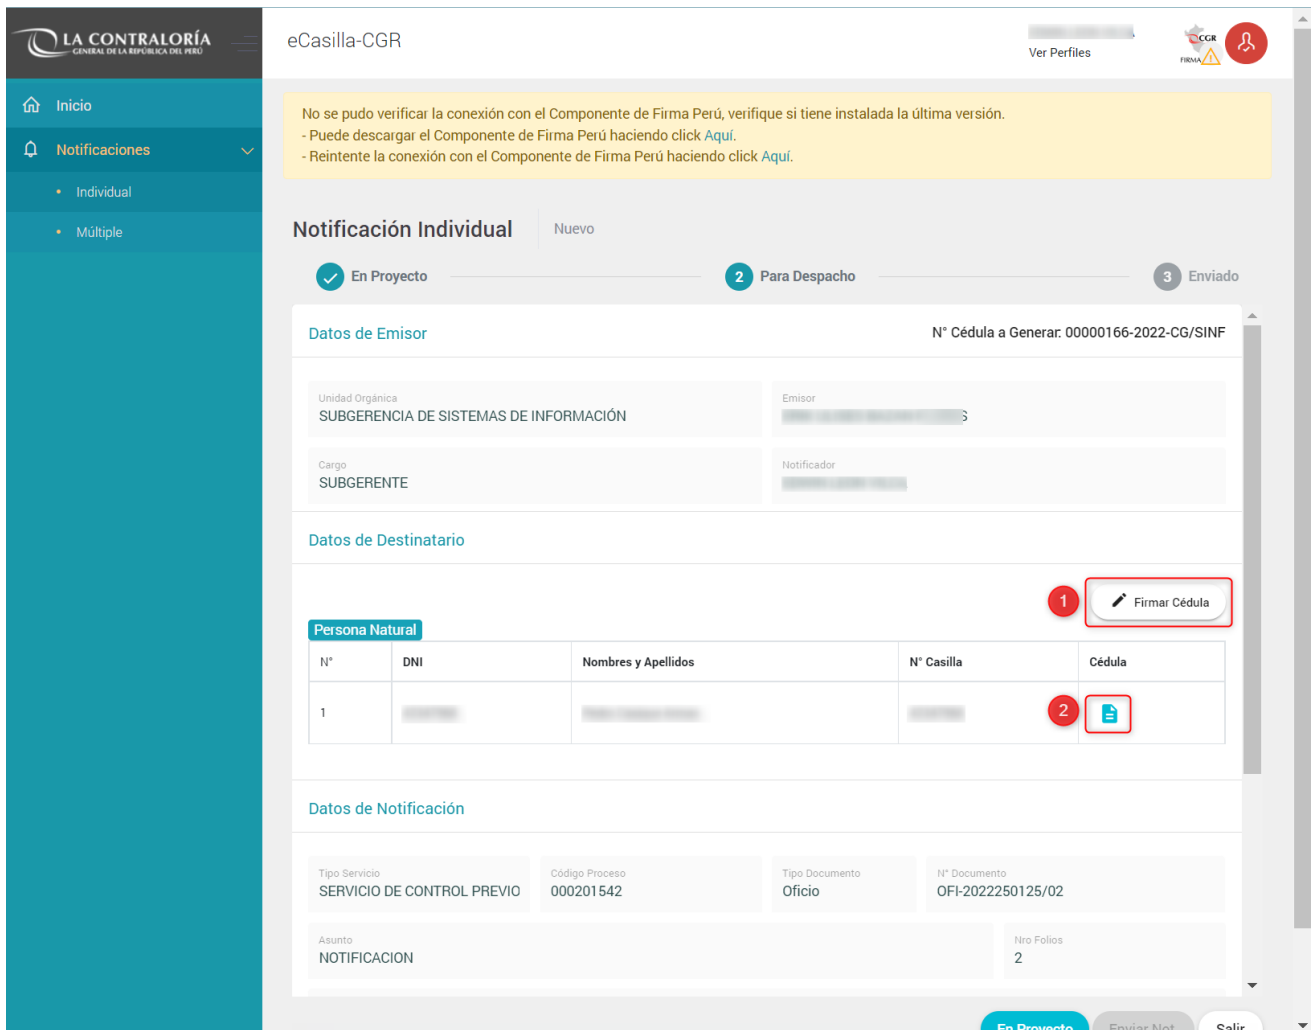 LA CONTRALORÍA
GENERAL DE LA REPÚBLICA DEL PERÚ
eCasilla-CGR
Ver Perfiles
CGR
FIRMA
Inicio
Notificaciones
Individual
Múltiple
No se pudo verificar la conexión con el Componente de Firma Perú, verifique si tiene instalada la última versión.
- Puede descargar el Componente de Firma Perú haciendo click Aquí.
- Reintente la conexión con el Componente de Firma Perú haciendo click Aquí.
Notificación Individual Nuevo
En Proyecto 2 Para Despacho 3 Enviado
Datos de Emisor N° Cédula a Generar: 00000166-2022-CG/SINF
Unidad Orgánica Emisor
SUBGERENCIA DE SISTEMAS DE INFORMACIÓN
Cargo Notificador
SUBGERENTE
Datos de Destinatario
1 Firmar Cédula
Persona Natural
N° DNI Nombres y Apellidos N° Casilla Cédula
1 2
Datos de Notificación
Tipo Servicio Código Proceso Tipo Documento N° Documento
SERVICIO DE CONTROL PREVIO 000201542 Oficio OFI-2022250125/02
Asunto Nro Folios
NOTIFICACION 2
En Proyecto Enviar Not. Salir